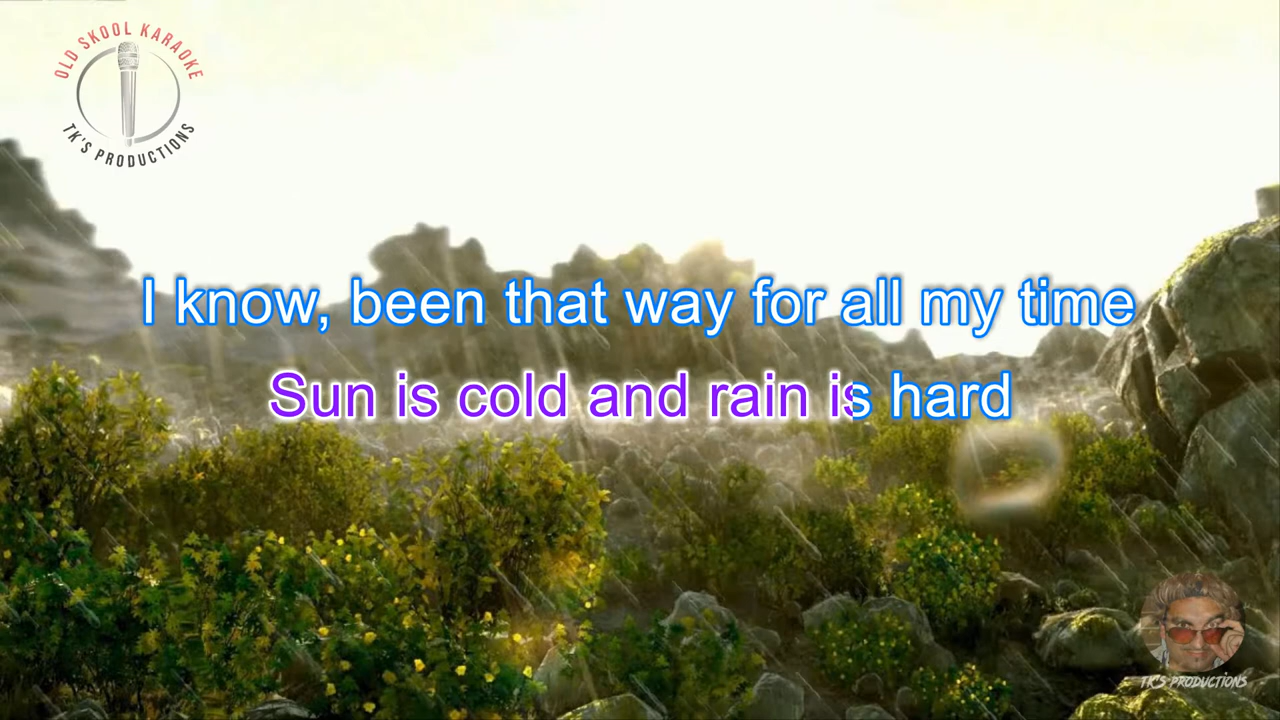 OLD SKOOL KARAOKE
TK'S PRODUCTIONS
I know, been that way for all my time
Sun is cold and rain is hard
TK'S PRODUCTIONS